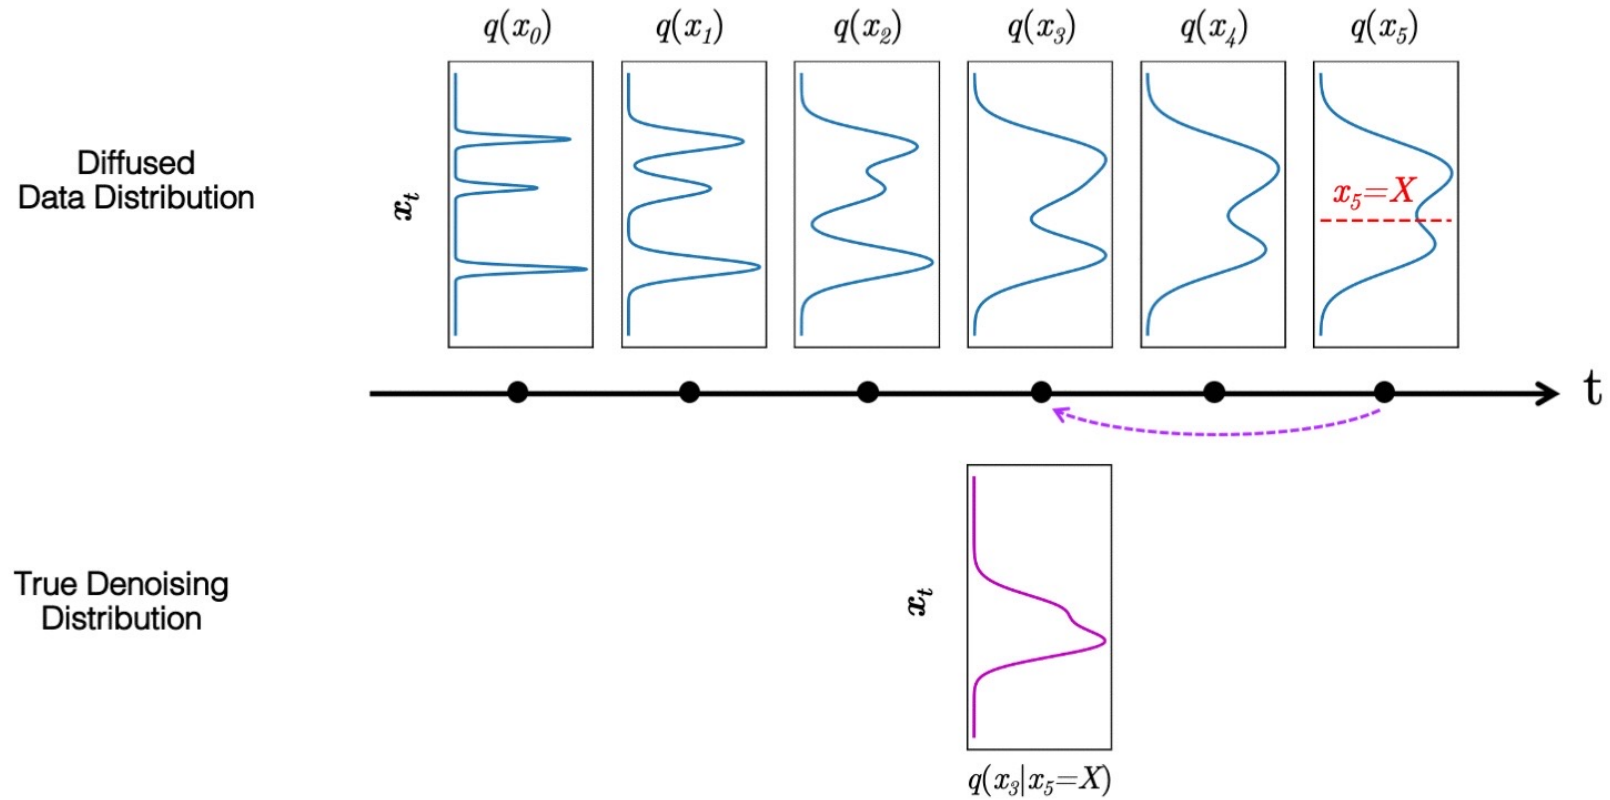 q(x₀) q(x₁) q(x₂) q(x₃) q(x₄) q(x₅)
Diffused
Data Distribution
xₜ
x₅=X
t
True Denoising
Distribution
xₜ
q(x₃|x₅=X)